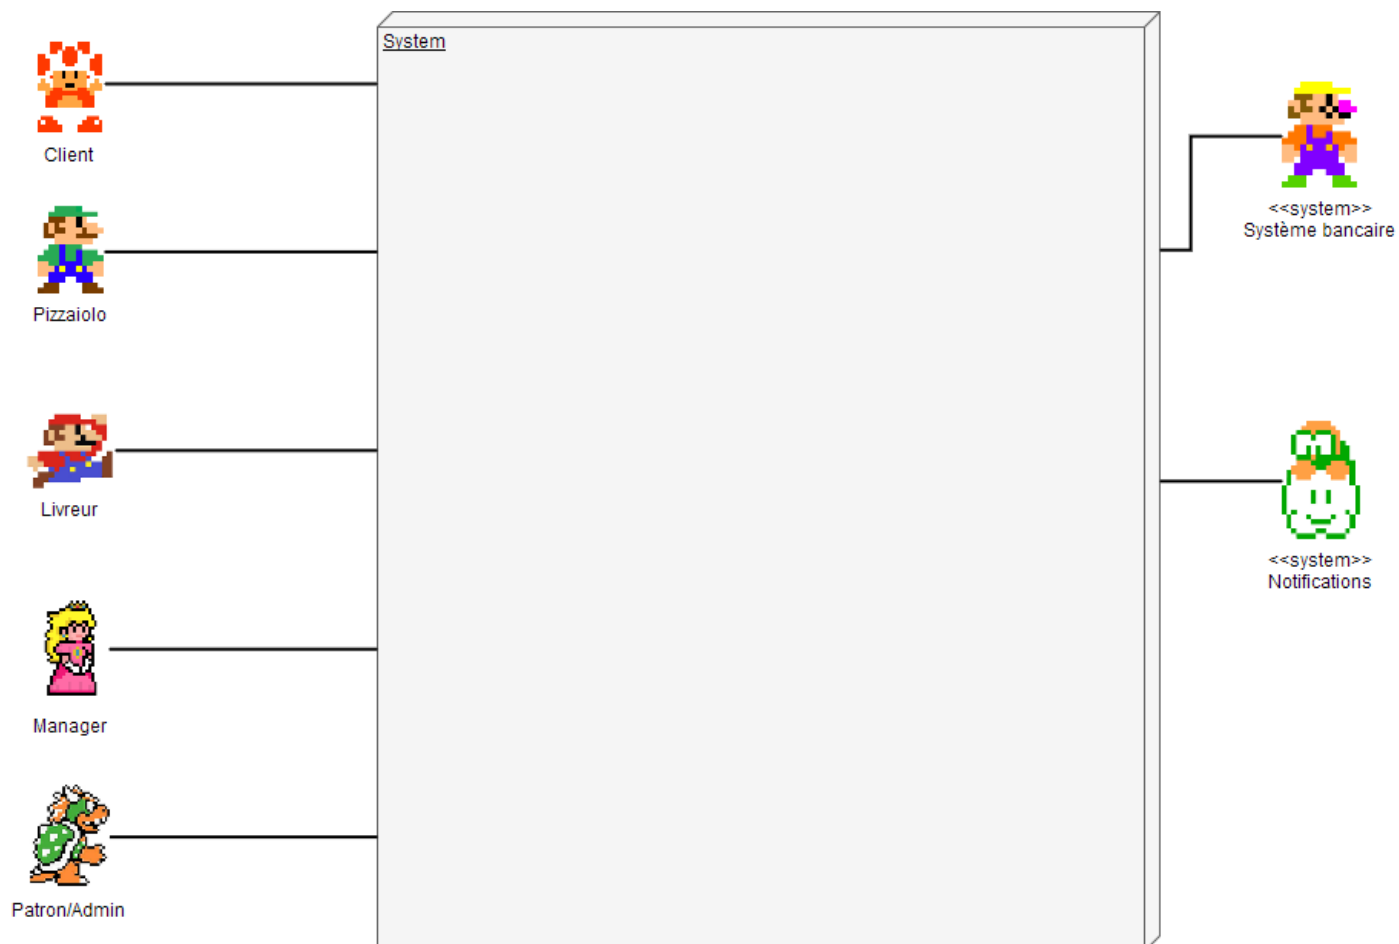 System
Client
Pizzaiolo
Livreur
Manager
Patron/Admin
<<system>>
Système bancaire
<<system>>
Notifications